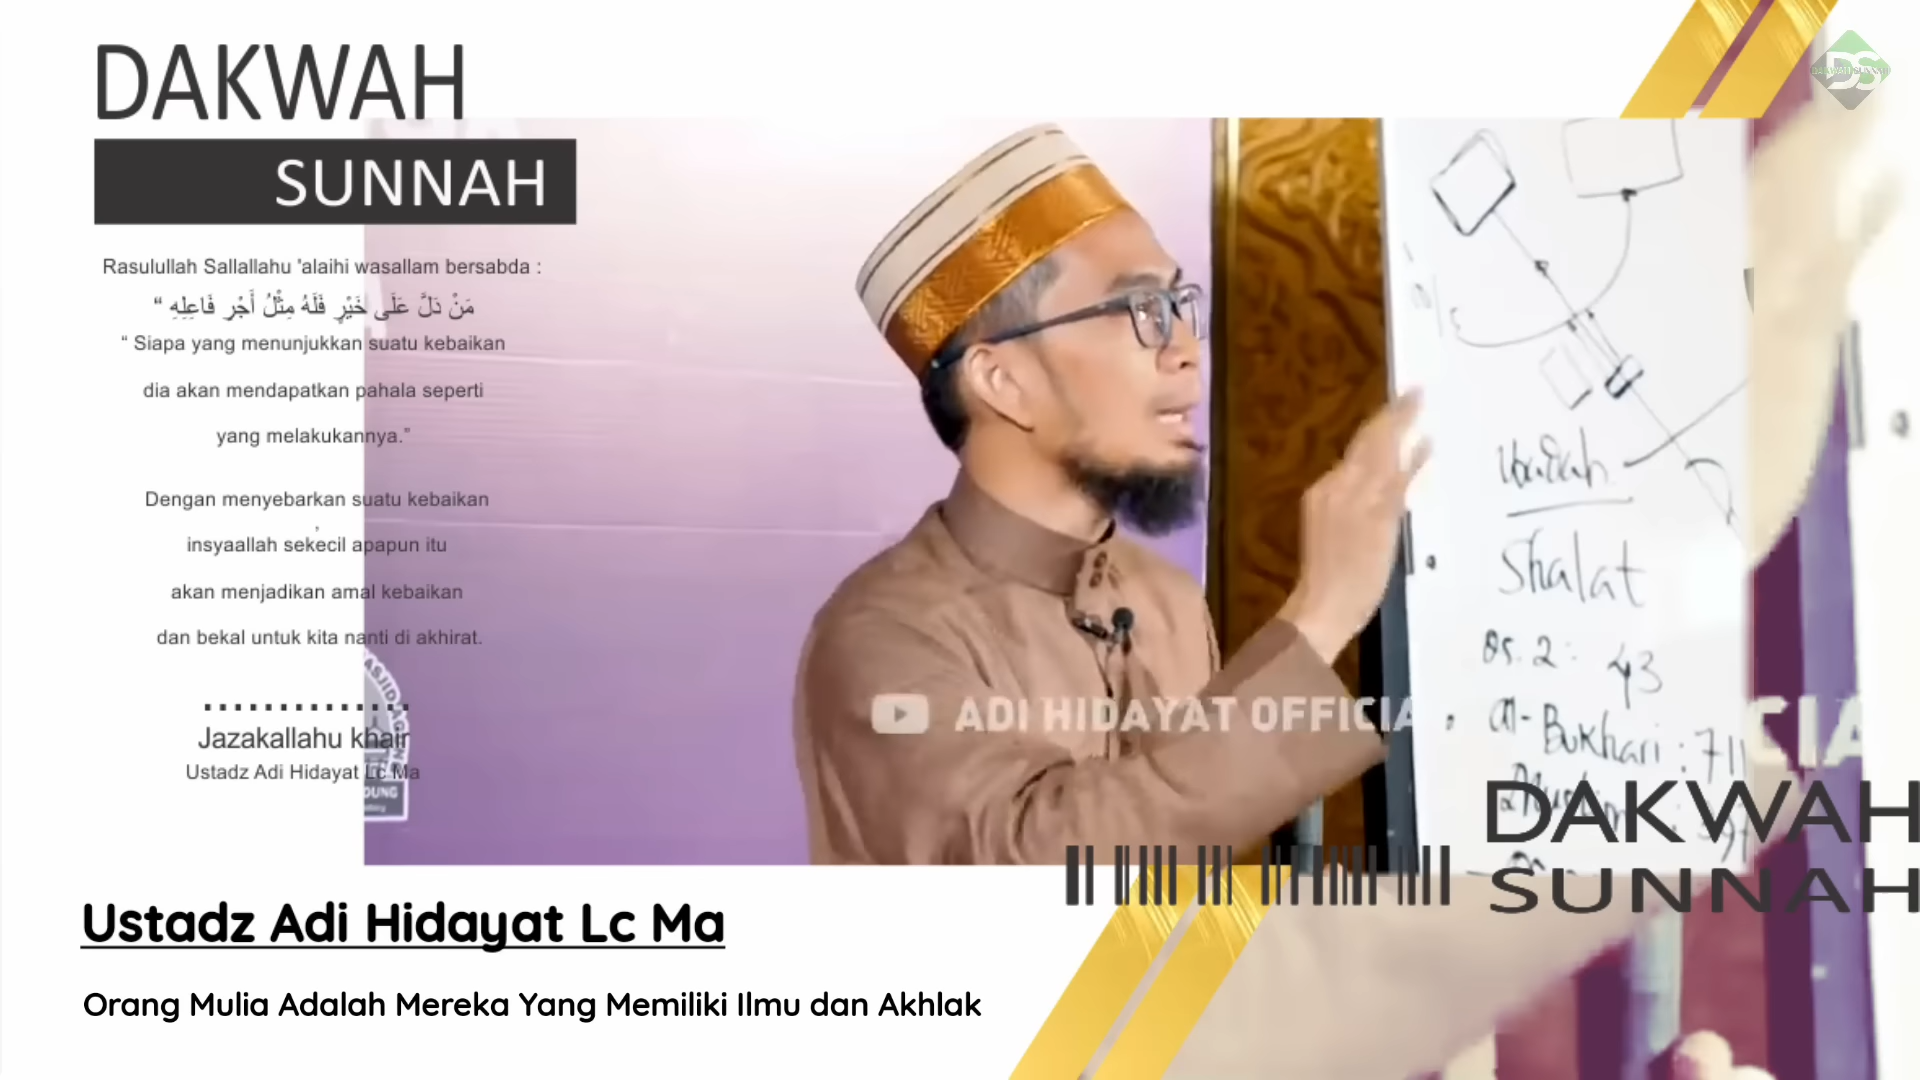 DAKWAH
SUNNAH
Rasulullah Sallallahu 'alaihi wasallam bersabda :
مَنْ دَلَّ عَلَى خَيْرٍ فَلَهُ مِثْلُ أَجْرِ فَاعِلِهِ “
“ Siapa yang menunjukkan suatu kebaikan
dia akan mendapatkan pahala seperti
yang melakukannya.”
Dengan menyebarkan suatu kebaikan
insyaallah sekecil apapun itu
akan menjadikan amal kebaikan
dan bekal untuk kita nanti di akhirat.
Jazakallahu khair
Ustadz Adi Hidayat Lc Ma
DS
Shalat
Qs. 2 : 43
Al-Bukhari : 711
ADI HIDAYAT OFFICIA
CIA
DAKWAH
SUNNAH
Ustadz Adi Hidayat Lc Ma
Orang Mulia Adalah Mereka Yang Memiliki Ilmu dan Akhlak